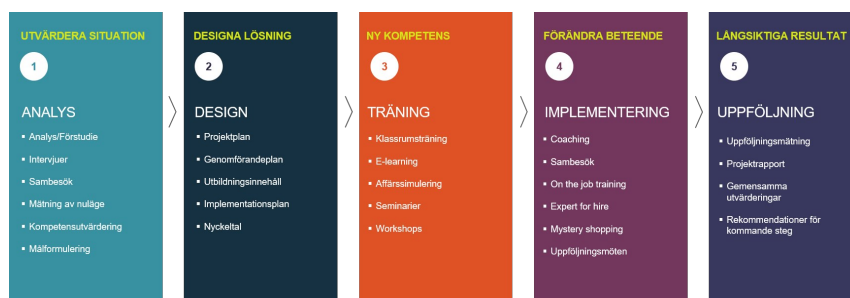 UTVÄRDERA SITUATION
1
ANALYS
▪ Analys/Förstudie
▪ Intervjuer
▪ Sambesök
▪ Mätning av nuläge
▪ Kompetensutvärdering
▪ Målformulering
DESIGNA LÖSNING
2
DESIGN
▪ Projektplan
▪ Genomförandeplan
▪ Utbildningsinnehåll
▪ Implementationsplan
▪ Nyckeltal
NY KOMPETENS
3
TRÄNING
▪ Klassrumsträning
▪ E-learning
▪ Affärssimulering
▪ Seminarier
▪ Workshops
FÖRÄNDRA BETEENDE
4
IMPLEMENTERING
▪ Coaching
▪ Sambesök
▪ On the job training
▪ Expert for hire
▪ Mystery shopping
▪ Uppföljningsmöten
LÅNGSIKTIGA RESULTAT
5
UPPFÖLJNING
▪ Uppföljningsmätning
▪ Projektrapport
▪ Gemensamma
utvärderingar
▪ Rekommendationer för
kommande steg